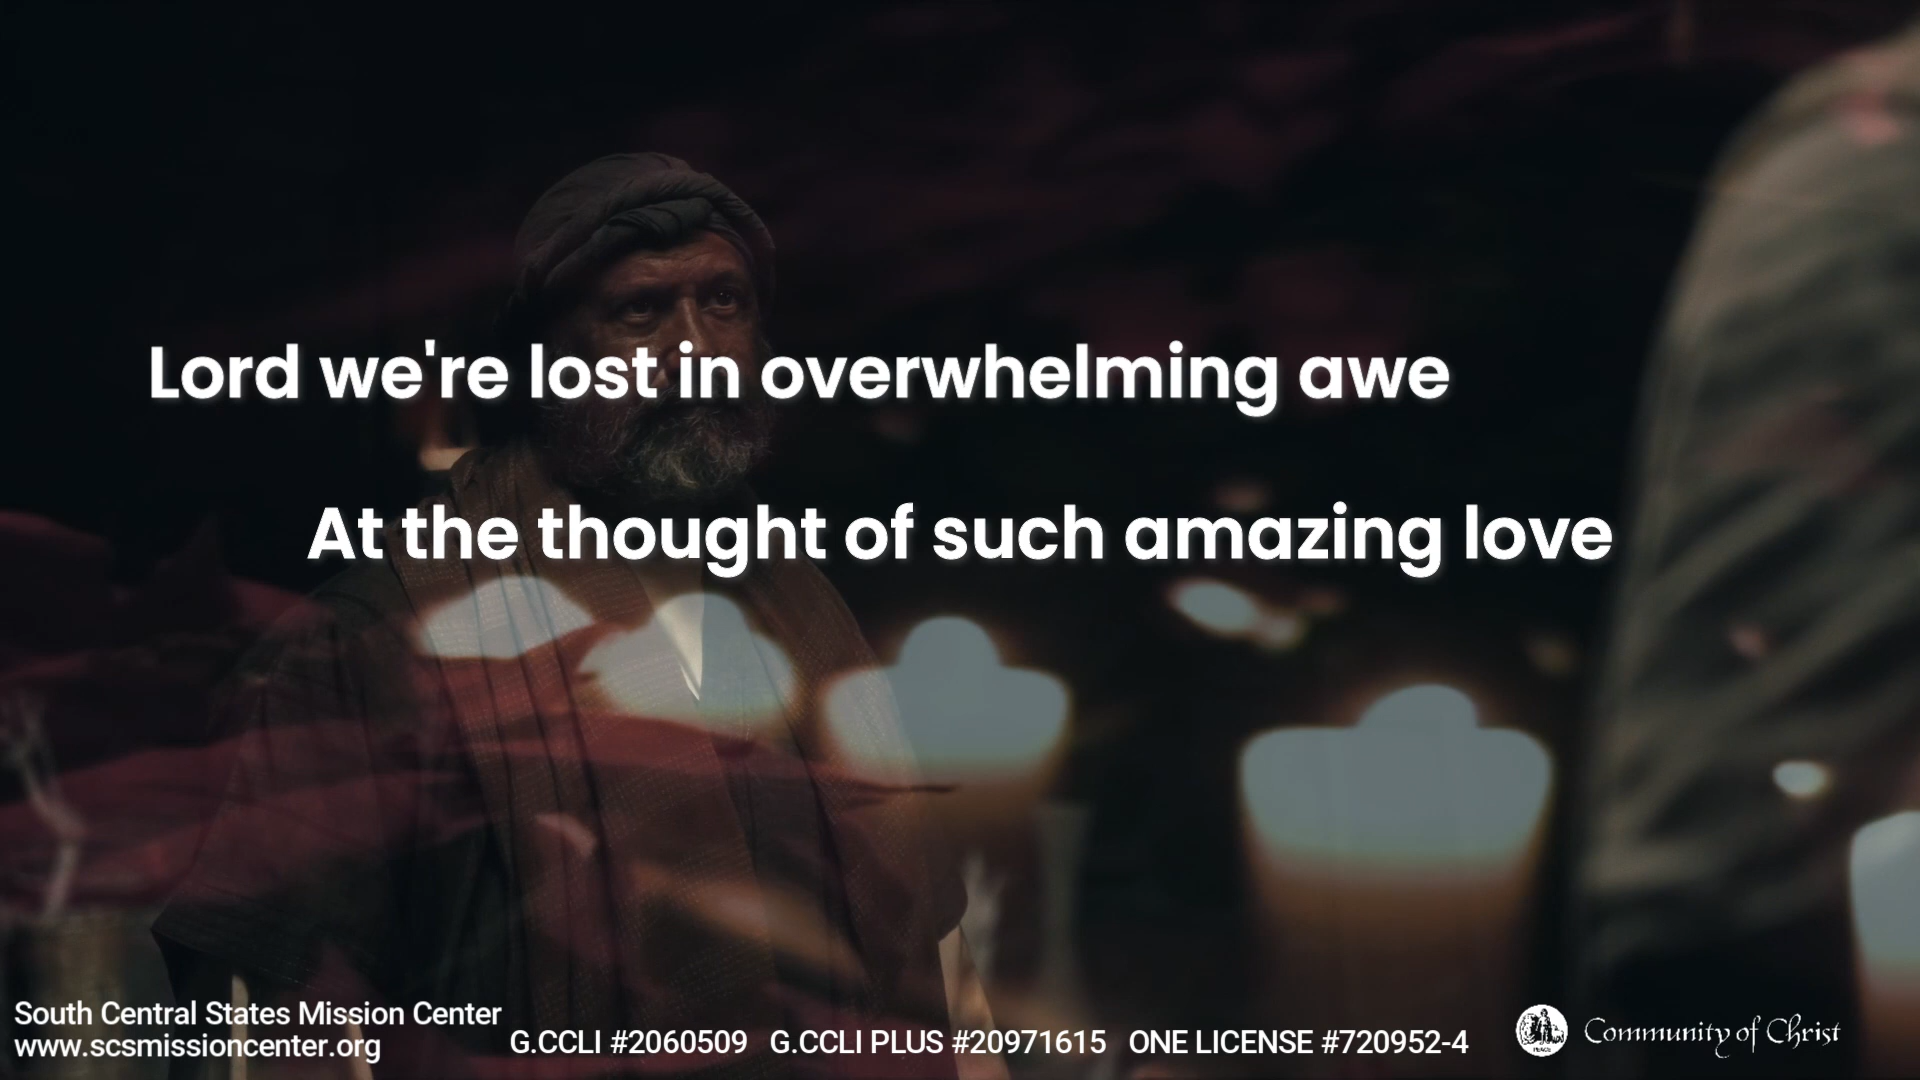 Lord we're lost in overwhelming awe
At the thought of such amazing love
South Central States Mission Center
www.scsmissioncenter.org
G.CCLI #2060509 G.CCLI PLUS #20971615 ONE LICENSE #720952-4
PEACE
Community of Christ